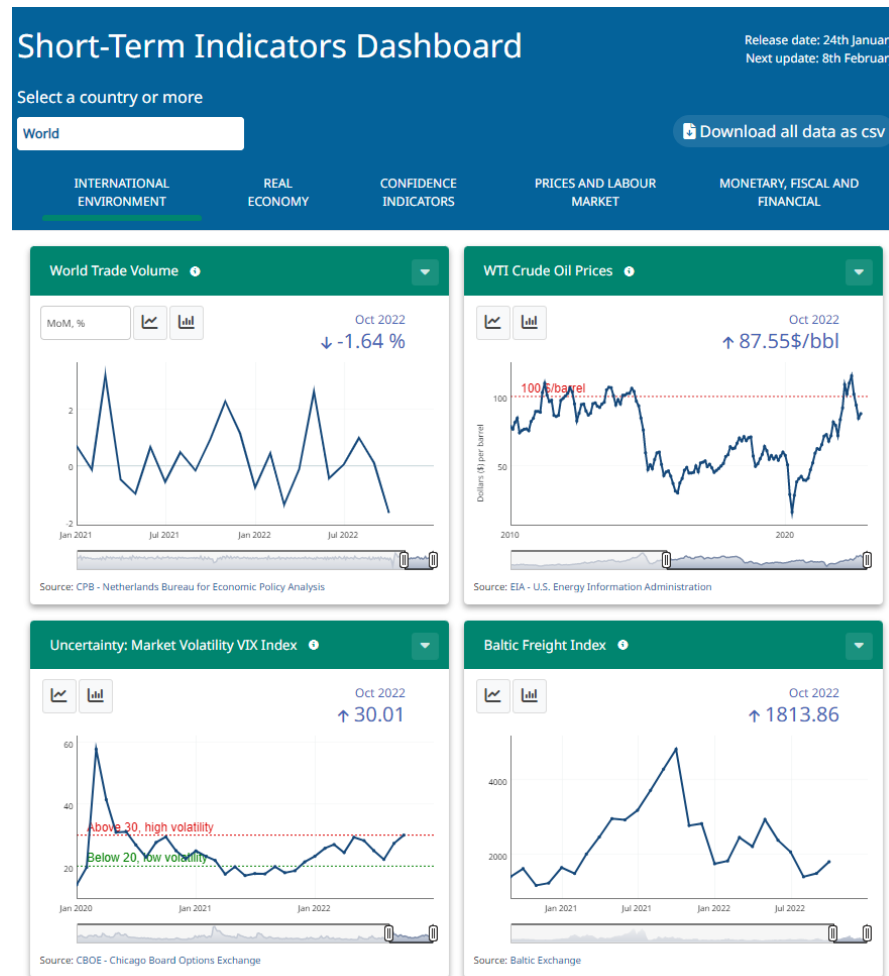 Short-Term Indicators Dashboard
Release date: 24th Januar
Next update: 8th Februar
Select a country or more
World
Download all data as csv
INTERNATIONAL
ENVIRONMENT
REAL
ECONOMY
CONFIDENCE
INDICATORS
PRICES AND LABOUR
MARKET
MONETARY, FISCAL AND
FINANCIAL
World Trade Volume
MoM, %
Oct 2022
↓ -1.64 %
2
0
-2
Jan 2021
Jul 2021
Jan 2022
Jul 2022
Source: CPB - Netherlands Bureau for Economic Policy Analysis
WTI Crude Oil Prices
Oct 2022
↑ 87.55$/bbl
100 $/barrel
Dollars ($) per barrel
100
50
2010
2020
Source: EIA - U.S. Energy Information Administration
Uncertainty: Market Volatility VIX Index
Oct 2022
↑ 30.01
60
40
20
Above 30, high volatility
Below 20, low volatility
Jan 2020
Jan 2021
Jan 2022
Source: CBOE - Chicago Board Options Exchange
Baltic Freight Index
Oct 2022
↑ 1813.86
4000
2000
Jan 2021
Jul 2021
Jan 2022
Jul 2022
Source: Baltic Exchange